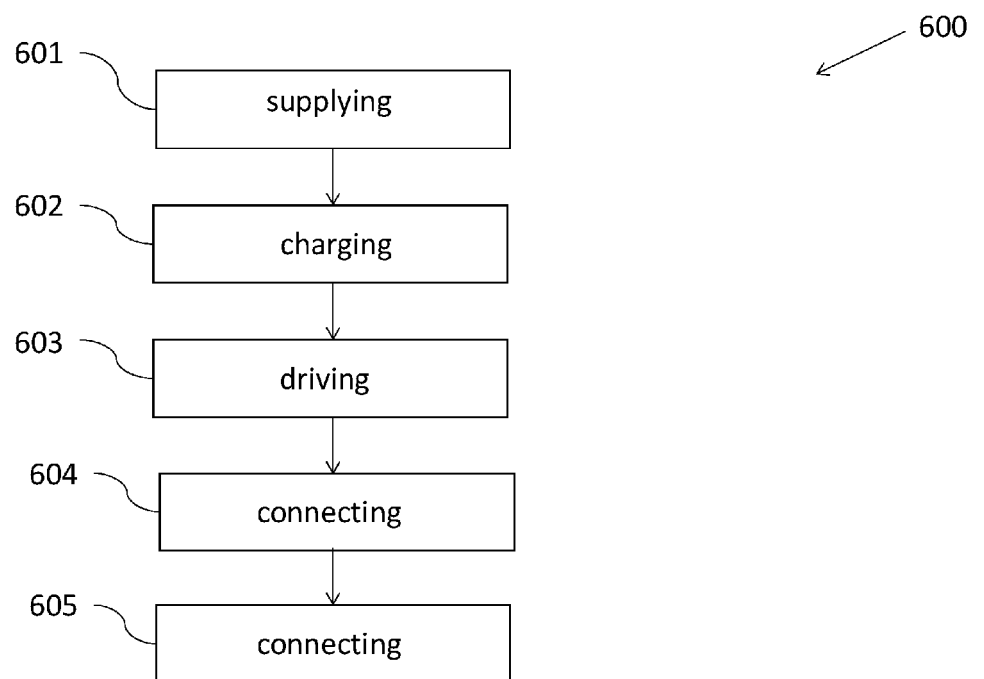 600
601
supplying
602
charging
603
driving
604
connecting
605
connecting